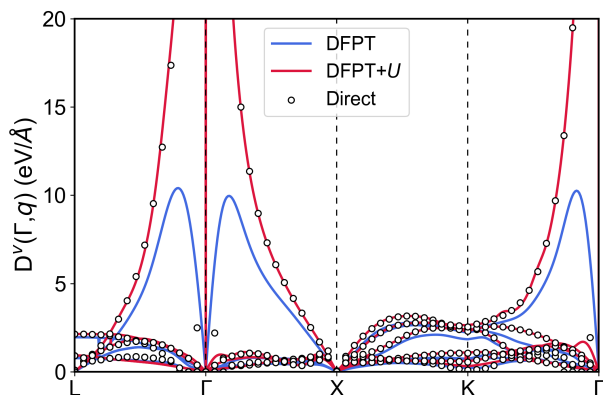 20
15
10
5
0
D^ν(Γ,q) (eV/Å)
DFPT
DFPT+U
Direct
L Γ X K Γ